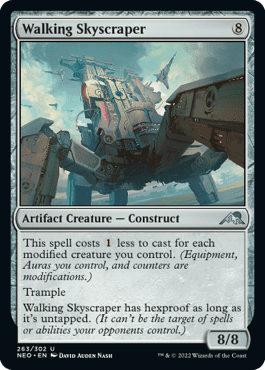 Walking Skyscraper 8
Artifact Creature — Construct
This spell costs 1 less to cast for each
modified creature you control. (Equipment,
Auras you control, and counters are
modifications.)
Trample
Walking Skyscraper has hexproof as long as
it's untapped. (It can't be the target of spells
or abilities your opponents control.)
8/8
263/302 U
NEO • EN DAVID AUDEN NASH
™ & © 2022 Wizards of the Coast